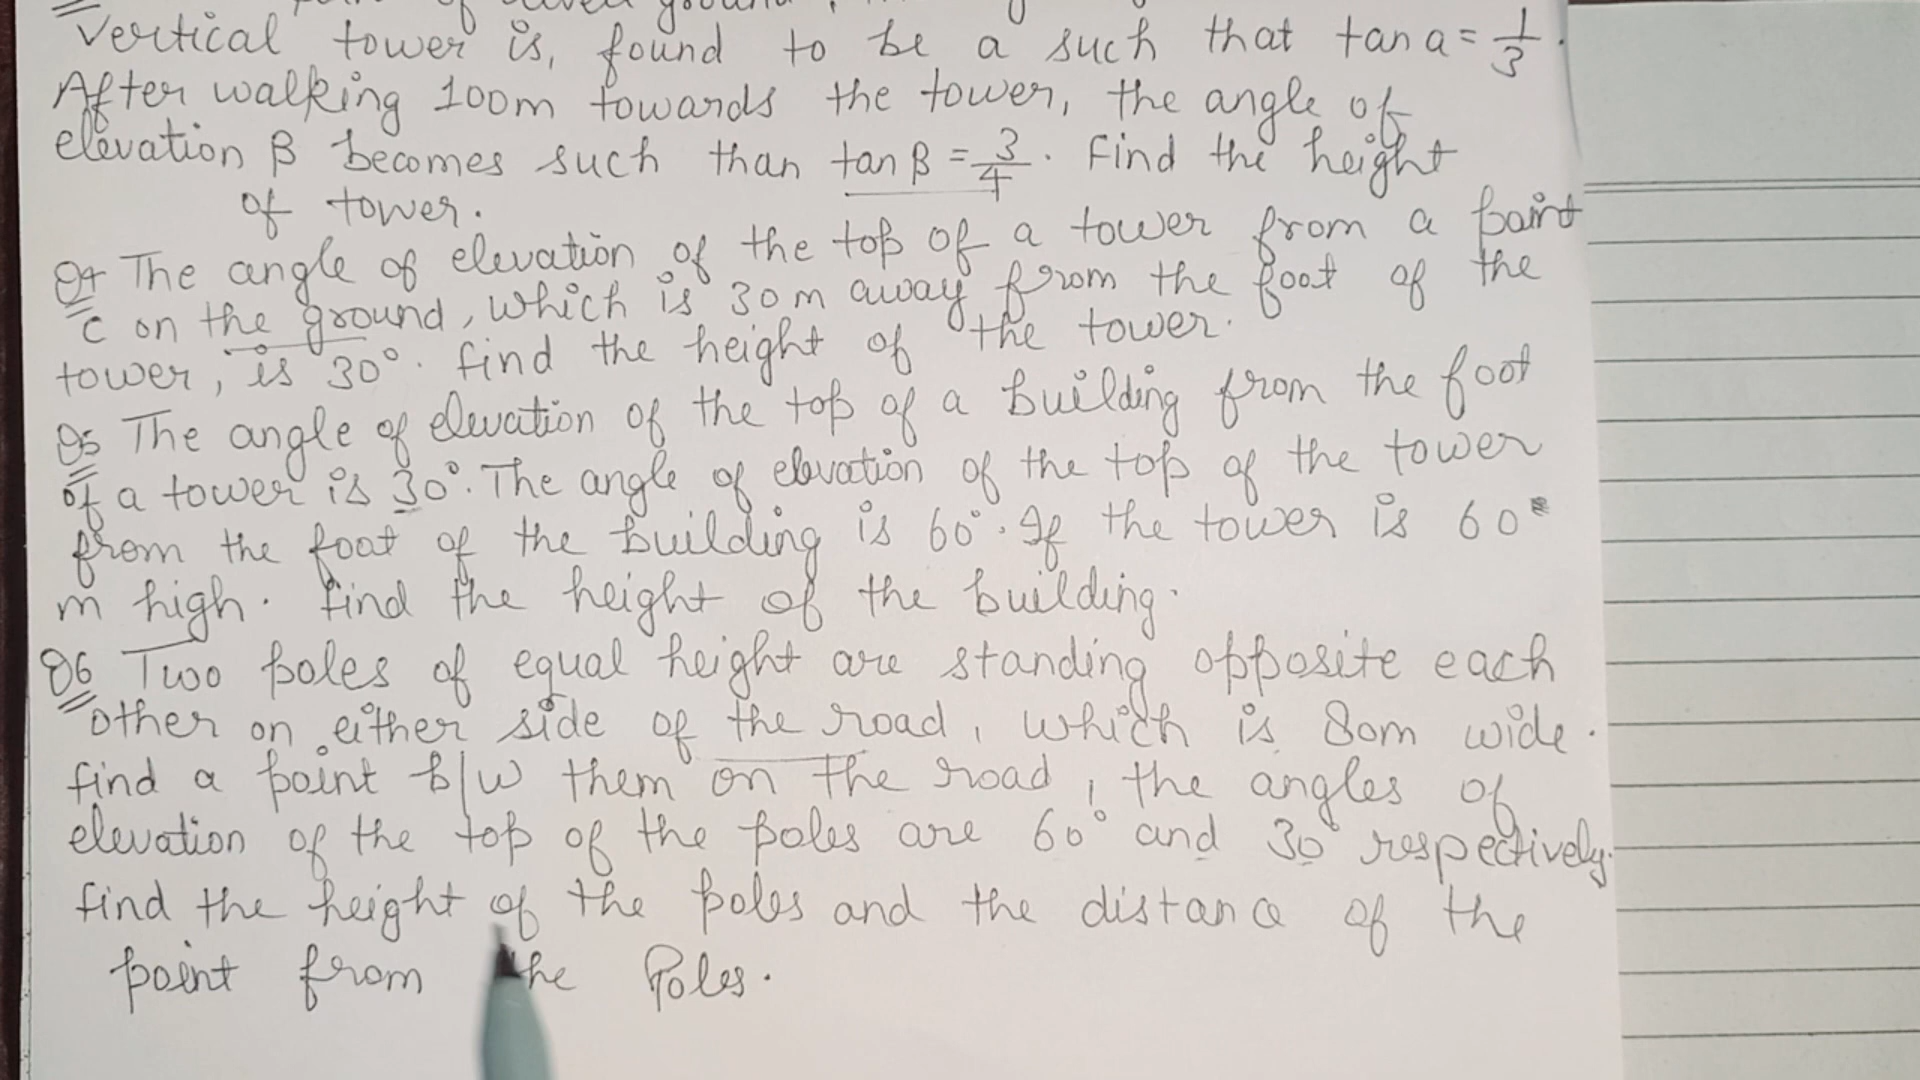 Vertical tower is, found to be a such that tan a = 1/3.
After walking 100m towards the tower, the angle of
elevation β becomes such than tan β = 3/4. Find the height
of tower.
Q4 The angle of elevation of the top of a tower from a point
C on the ground, which is 30m away from the foot of the
tower, is 30°. find the height of the tower.
Q5 The angle of elevation of the top of a building from the foot
of a tower is 30°. The angle of elevation of the top of the tower
from the foot of the building is 60°. If the tower is 60
m high. find the height of the building.
Q6 Two poles of equal height are standing opposite each
other on either side of the road, which is 80m wide.
find a point b/w them on the road, the angles of
elevation of the top of the poles are 60° and 30° respectively.
find the height of the poles and the distance of the
point from the Poles.